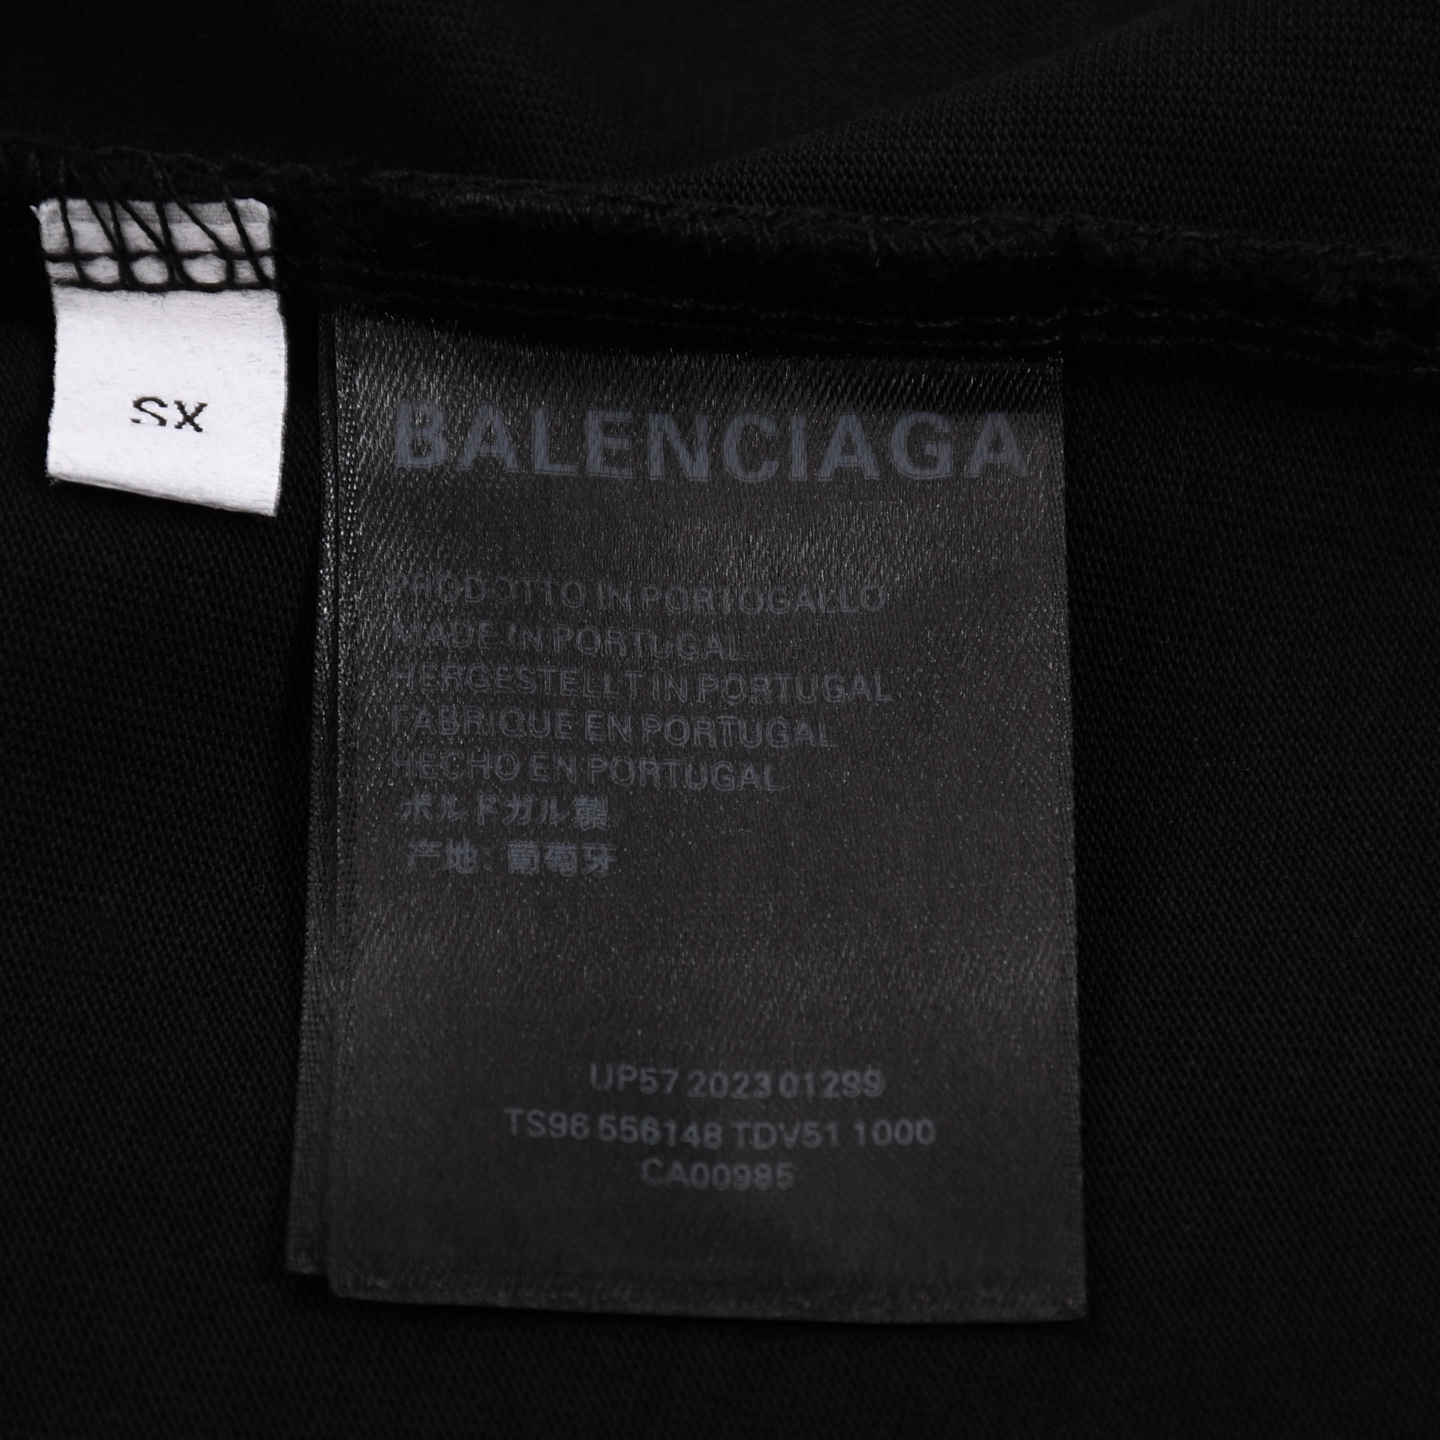 SX
BALENCIAGA
PRODOTTO IN PORTOGALLO
MADE IN PORTUGAL
HERGESTELLT IN PORTUGAL
FABRIQUE EN PORTUGAL
HECHO EN PORTUGAL
ポルドガル製
产地: 葡萄牙
UP57 2023 01299
TS96 556148 TDV51 1000
CA00985